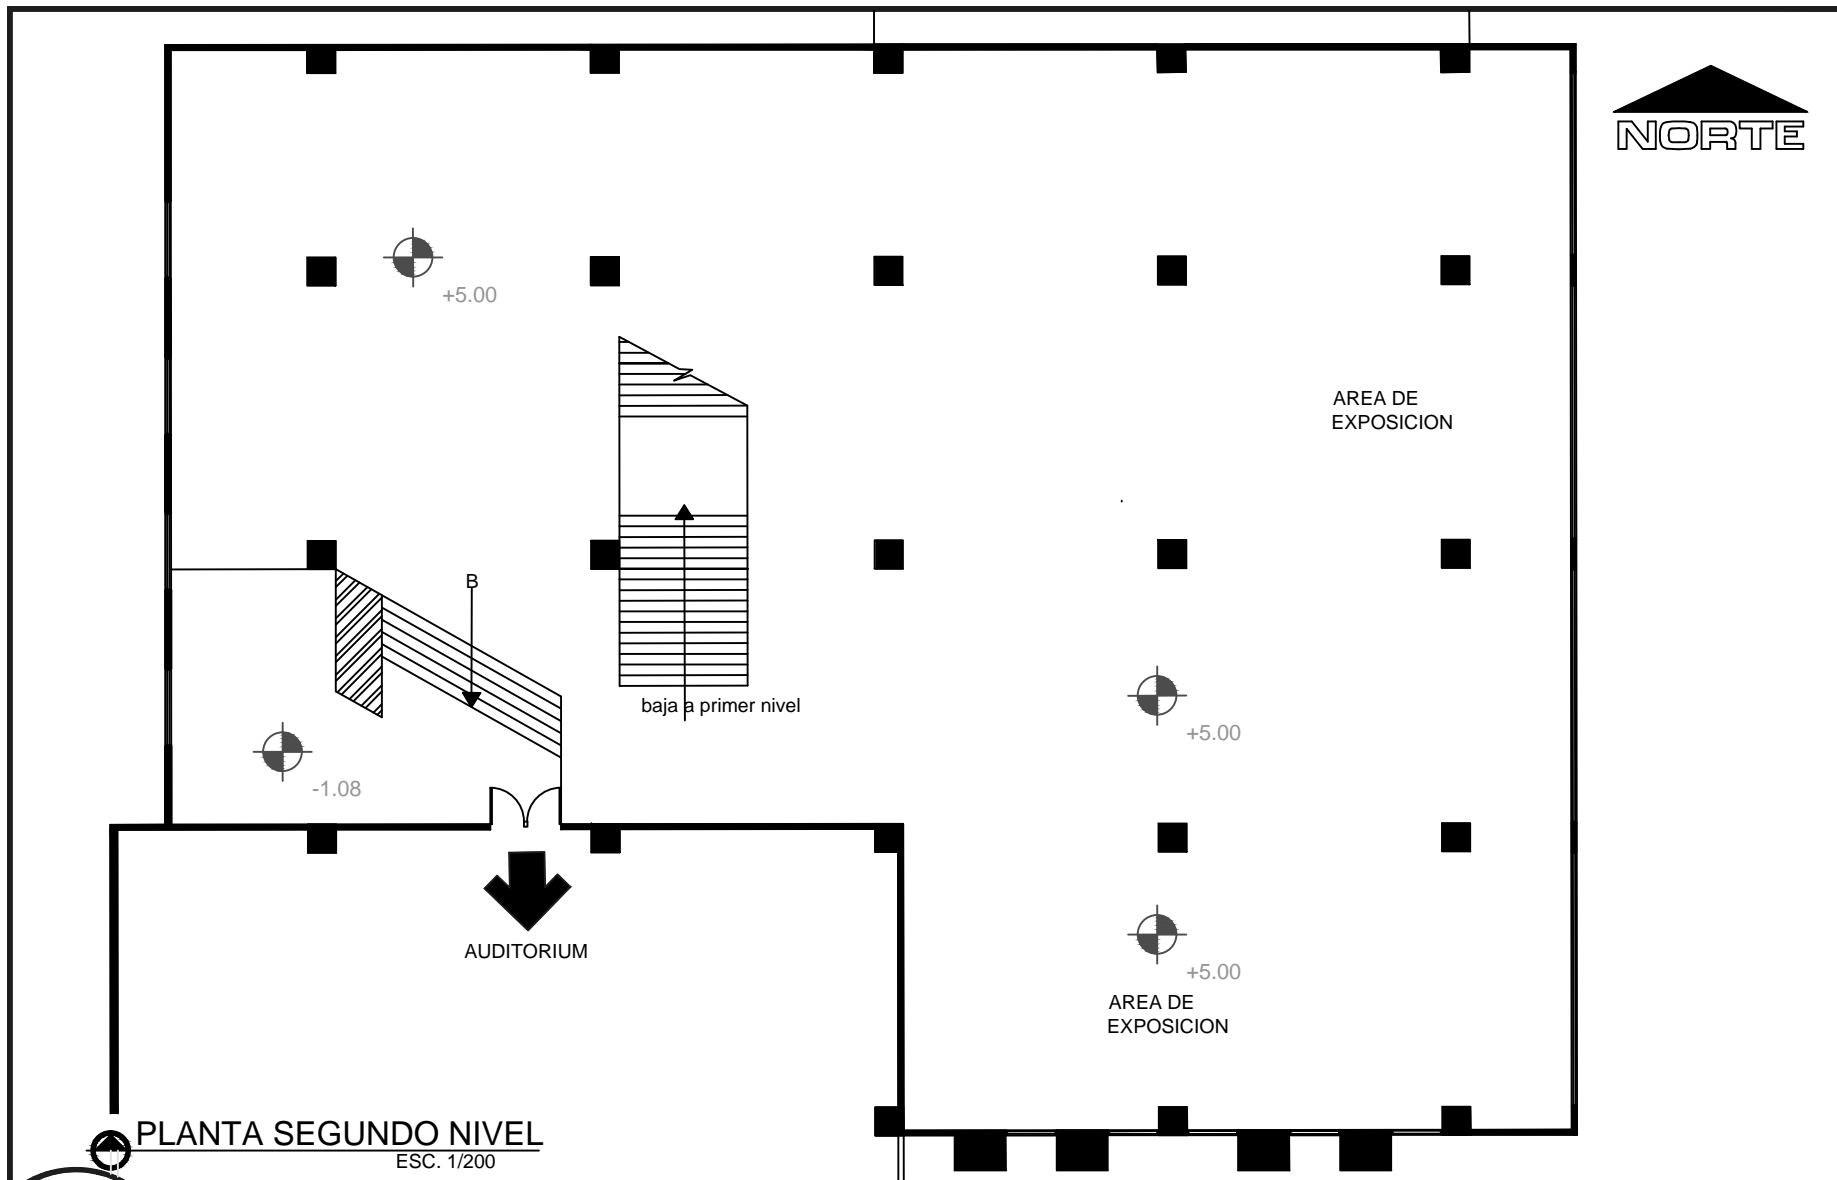 NORTE
+5.00
AREA DE
EXPOSICION
B
baja a primer nivel
+5.00
-1.08
AUDITORIUM
+5.00
AREA DE
EXPOSICION
PLANTA SEGUNDO NIVEL
ESC. 1/200